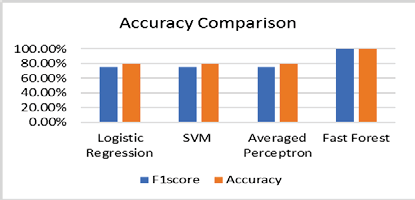 Accuracy Comparison
100.00%
80.00%
60.00%
40.00%
20.00%
0.00%
Logistic Regression
SVM
Averaged Perceptron
Fast Forest
F1score
Accuracy